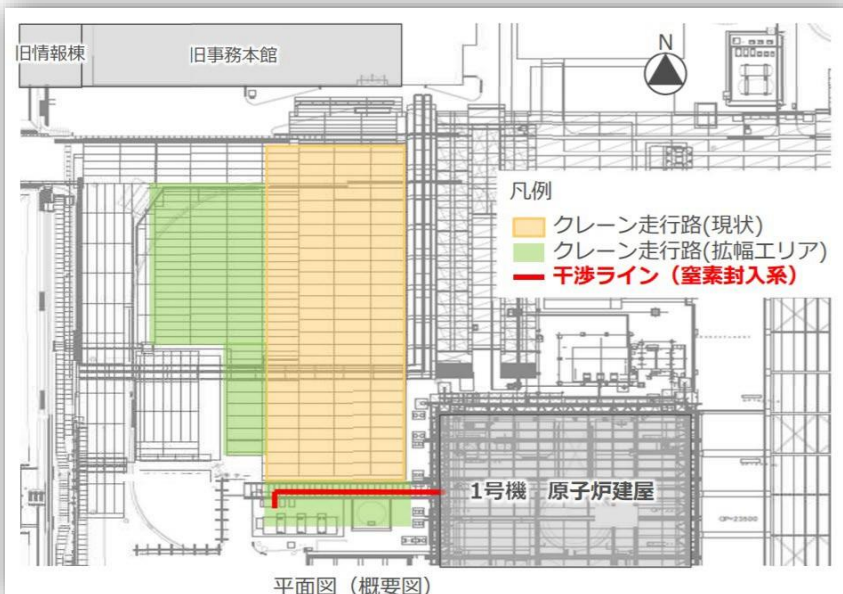 旧情報棟
旧事務本館
N
凡例
クレーン走行路(現状)
クレーン走行路(拡幅エリア)
干渉ライン（窒素封入系）
1号機　原子炉建屋
平面図（概要図）